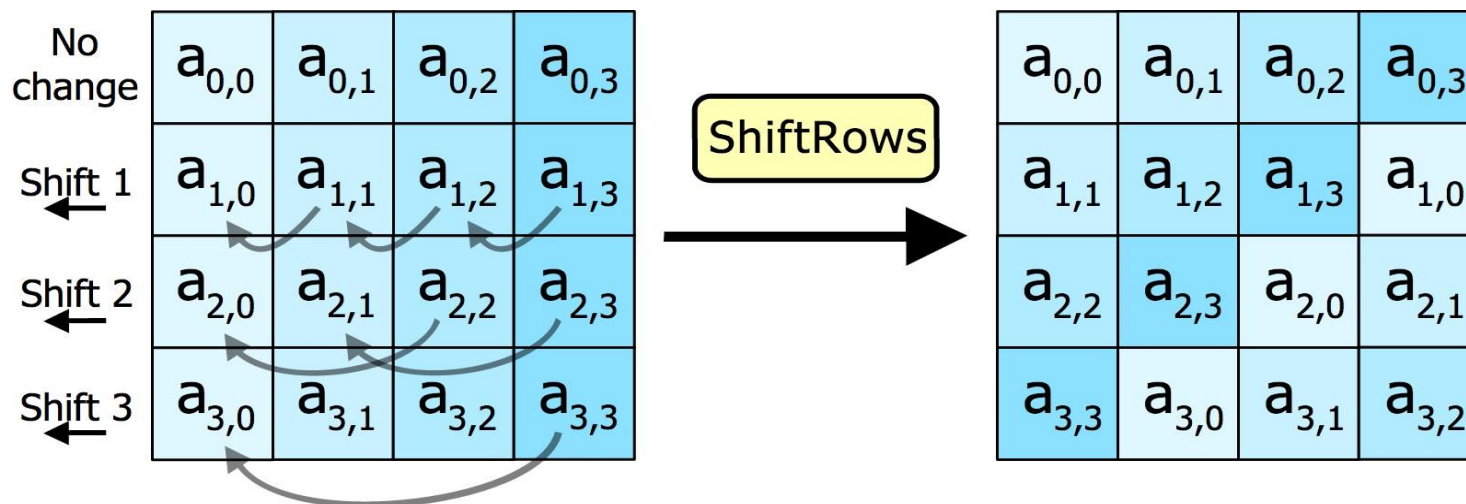 No
change
a0,0 a0,1 a0,2 a0,3
Shift 1
a1,0 a1,1 a1,2 a1,3
Shift 2
a2,0 a2,1 a2,2 a2,3
Shift 3
a3,0 a3,1 a3,2 a3,3
ShiftRows
a0,0 a0,1 a0,2 a0,3
a1,1 a1,2 a1,3 a1,0
a2,2 a2,3 a2,0 a2,1
a3,3 a3,0 a3,1 a3,2